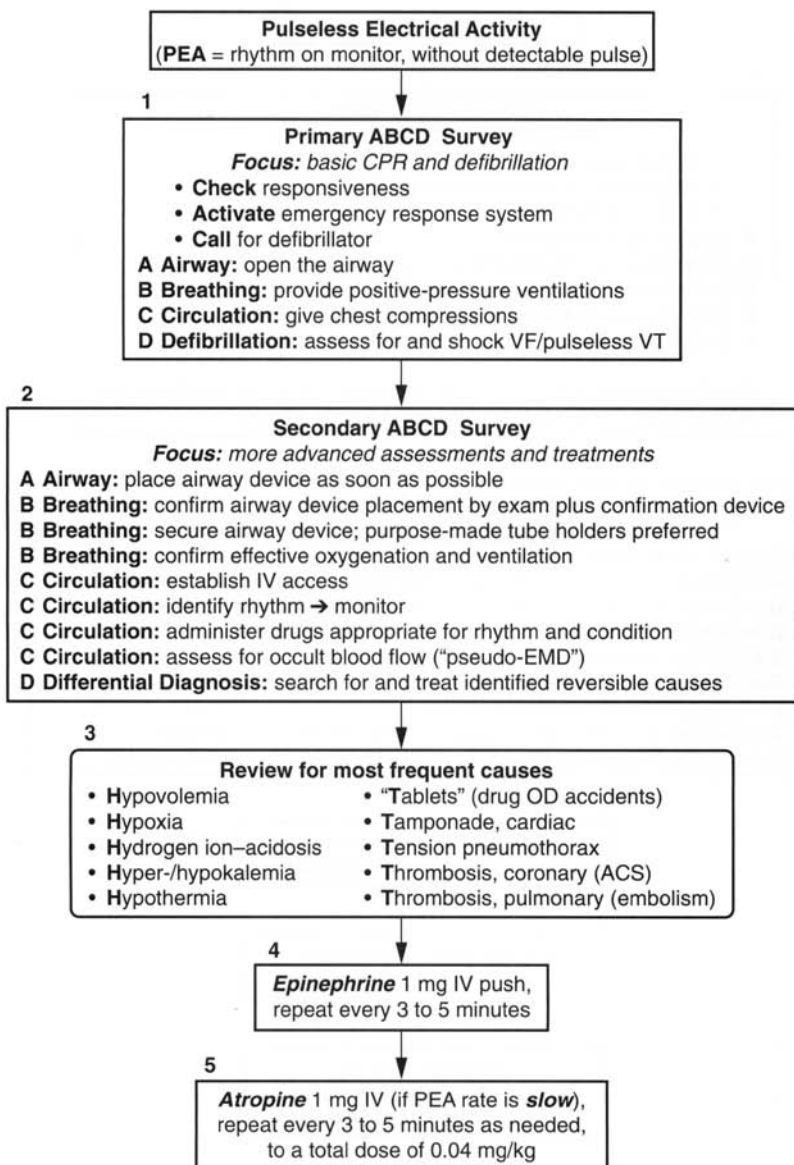 Pulseless Electrical Activity
(PEA = rhythm on monitor, without detectable pulse)
1
Primary ABCD Survey
Focus: basic CPR and defibrillation
• Check responsiveness
• Activate emergency response system
• Call for defibrillator
A Airway: open the airway
B Breathing: provide positive-pressure ventilations
C Circulation: give chest compressions
D Defibrillation: assess for and shock VF/pulseless VT
2
Secondary ABCD Survey
Focus: more advanced assessments and treatments
A Airway: place airway device as soon as possible
B Breathing: confirm airway device placement by exam plus confirmation device
B Breathing: secure airway device; purpose-made tube holders preferred
B Breathing: confirm effective oxygenation and ventilation
C Circulation: establish IV access
C Circulation: identify rhythm ➔ monitor
C Circulation: administer drugs appropriate for rhythm and condition
C Circulation: assess for occult blood flow (“pseudo-EMD”)
D Differential Diagnosis: search for and treat identified reversible causes
3
Review for most frequent causes
• Hypovolemia
• Hypoxia
• Hydrogen ion–acidosis
• Hyper-/hypokalemia
• Hypothermia
• “Tablets” (drug OD accidents)
• Tamponade, cardiac
• Tension pneumothorax
• Thrombosis, coronary (ACS)
• Thrombosis, pulmonary (embolism)
4
Epinephrine 1 mg IV push,
repeat every 3 to 5 minutes
5
Atropine 1 mg IV (if PEA rate is slow),
repeat every 3 to 5 minutes as needed,
to a total dose of 0.04 mg/kg